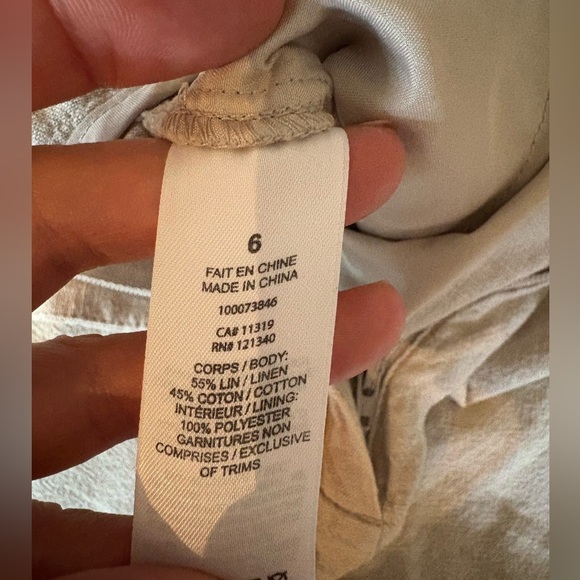 6
FAIT EN CHINE
MADE IN CHINA
100073846
CA# 11319
RN# 121340
CORPS / BODY:
55% LIN / LINEN
45% COTON / COTTON
INTÉRIEUR / LINING:
100% POLYESTER
GARNITURES NON
COMPRISES / EXCLUSIVE
OF TRIMS